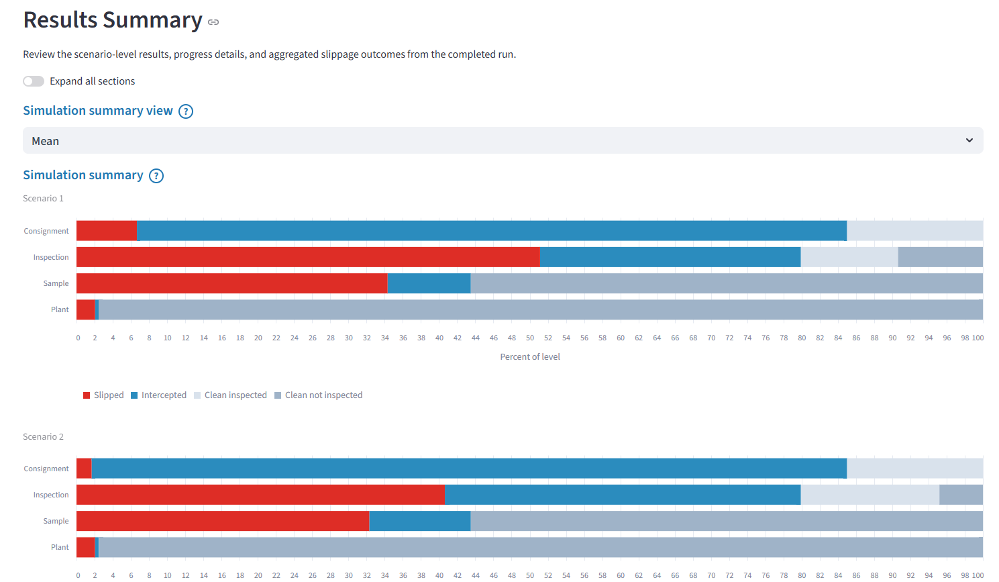 Results Summary
Review the scenario-level results, progress details, and aggregated slippage outcomes from the completed run.
Expand all sections
Simulation summary view ?
Mean
Simulation summary ?
Scenario 1
Consignment
Inspection
Sample
Plant
0 2 4 6 8 10 12 14 16 18 20 22 24 26 28 30 32 34 36 38 40 42 44 46 48 50 52 54 56 58 60 62 64 66 68 70 72 74 76 78 80 82 84 86 88 90 92 94 96 98 100
Percent of level
Slipped Intercepted Clean inspected Clean not inspected
Scenario 2
Consignment
Inspection
Sample
Plant
0 2 4 6 8 10 12 14 16 18 20 22 24 26 28 30 32 34 36 38 40 42 44 46 48 50 52 54 56 58 60 62 64 66 68 70 72 74 76 78 80 82 84 86 88 90 92 94 96 98 100